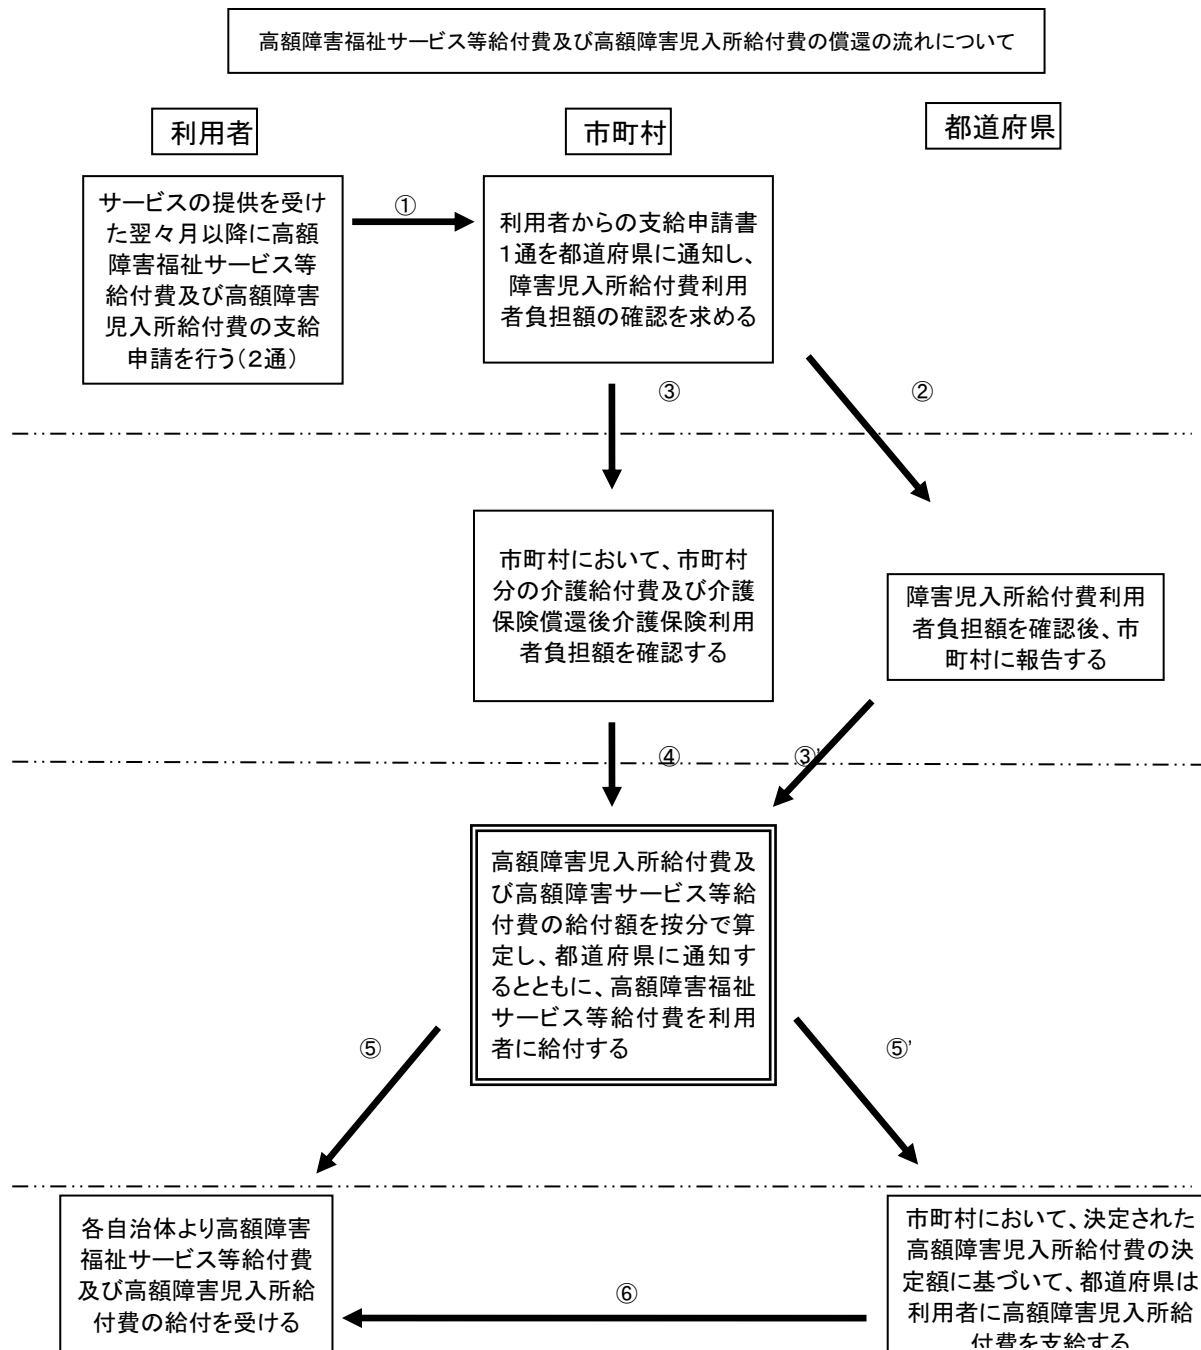 高額障害福祉サービス等給付費及び高額障害児入所給付費の償還の流れについて
利用者
市町村
都道府県
サービスの提供を受け
た翌々月以降に高額
障害福祉サービス等
給付費及び高額障害
児入所給付費の支給
申請を行う(2通)
①
利用者からの支給申請書
1通を都道府県に通知し、
障害児入所給付費利用
者負担額の確認を求める
③
②
市町村において、市町村
分の介護給付費及び介護
保険償還後介護保険利用
者負担額を確認する
障害児入所給付費利用
者負担額を確認後、市
町村に報告する
④
③’
高額障害児入所給付費及
び高額障害サービス等給
付費の給付額を按分で算
定し、都道府県に通知す
るとともに、高額障害福祉
サービス等給付費を利用
者に給付する
⑤
⑤’
各自治体より高額障害
福祉サービス等給付費
及び高額障害児入所給
付費の給付を受ける
⑥
市町村において、決定された
高額障害児入所給付費の決
定額に基づいて、都道府県は
利用者に高額障害児入所給
付費を支給する